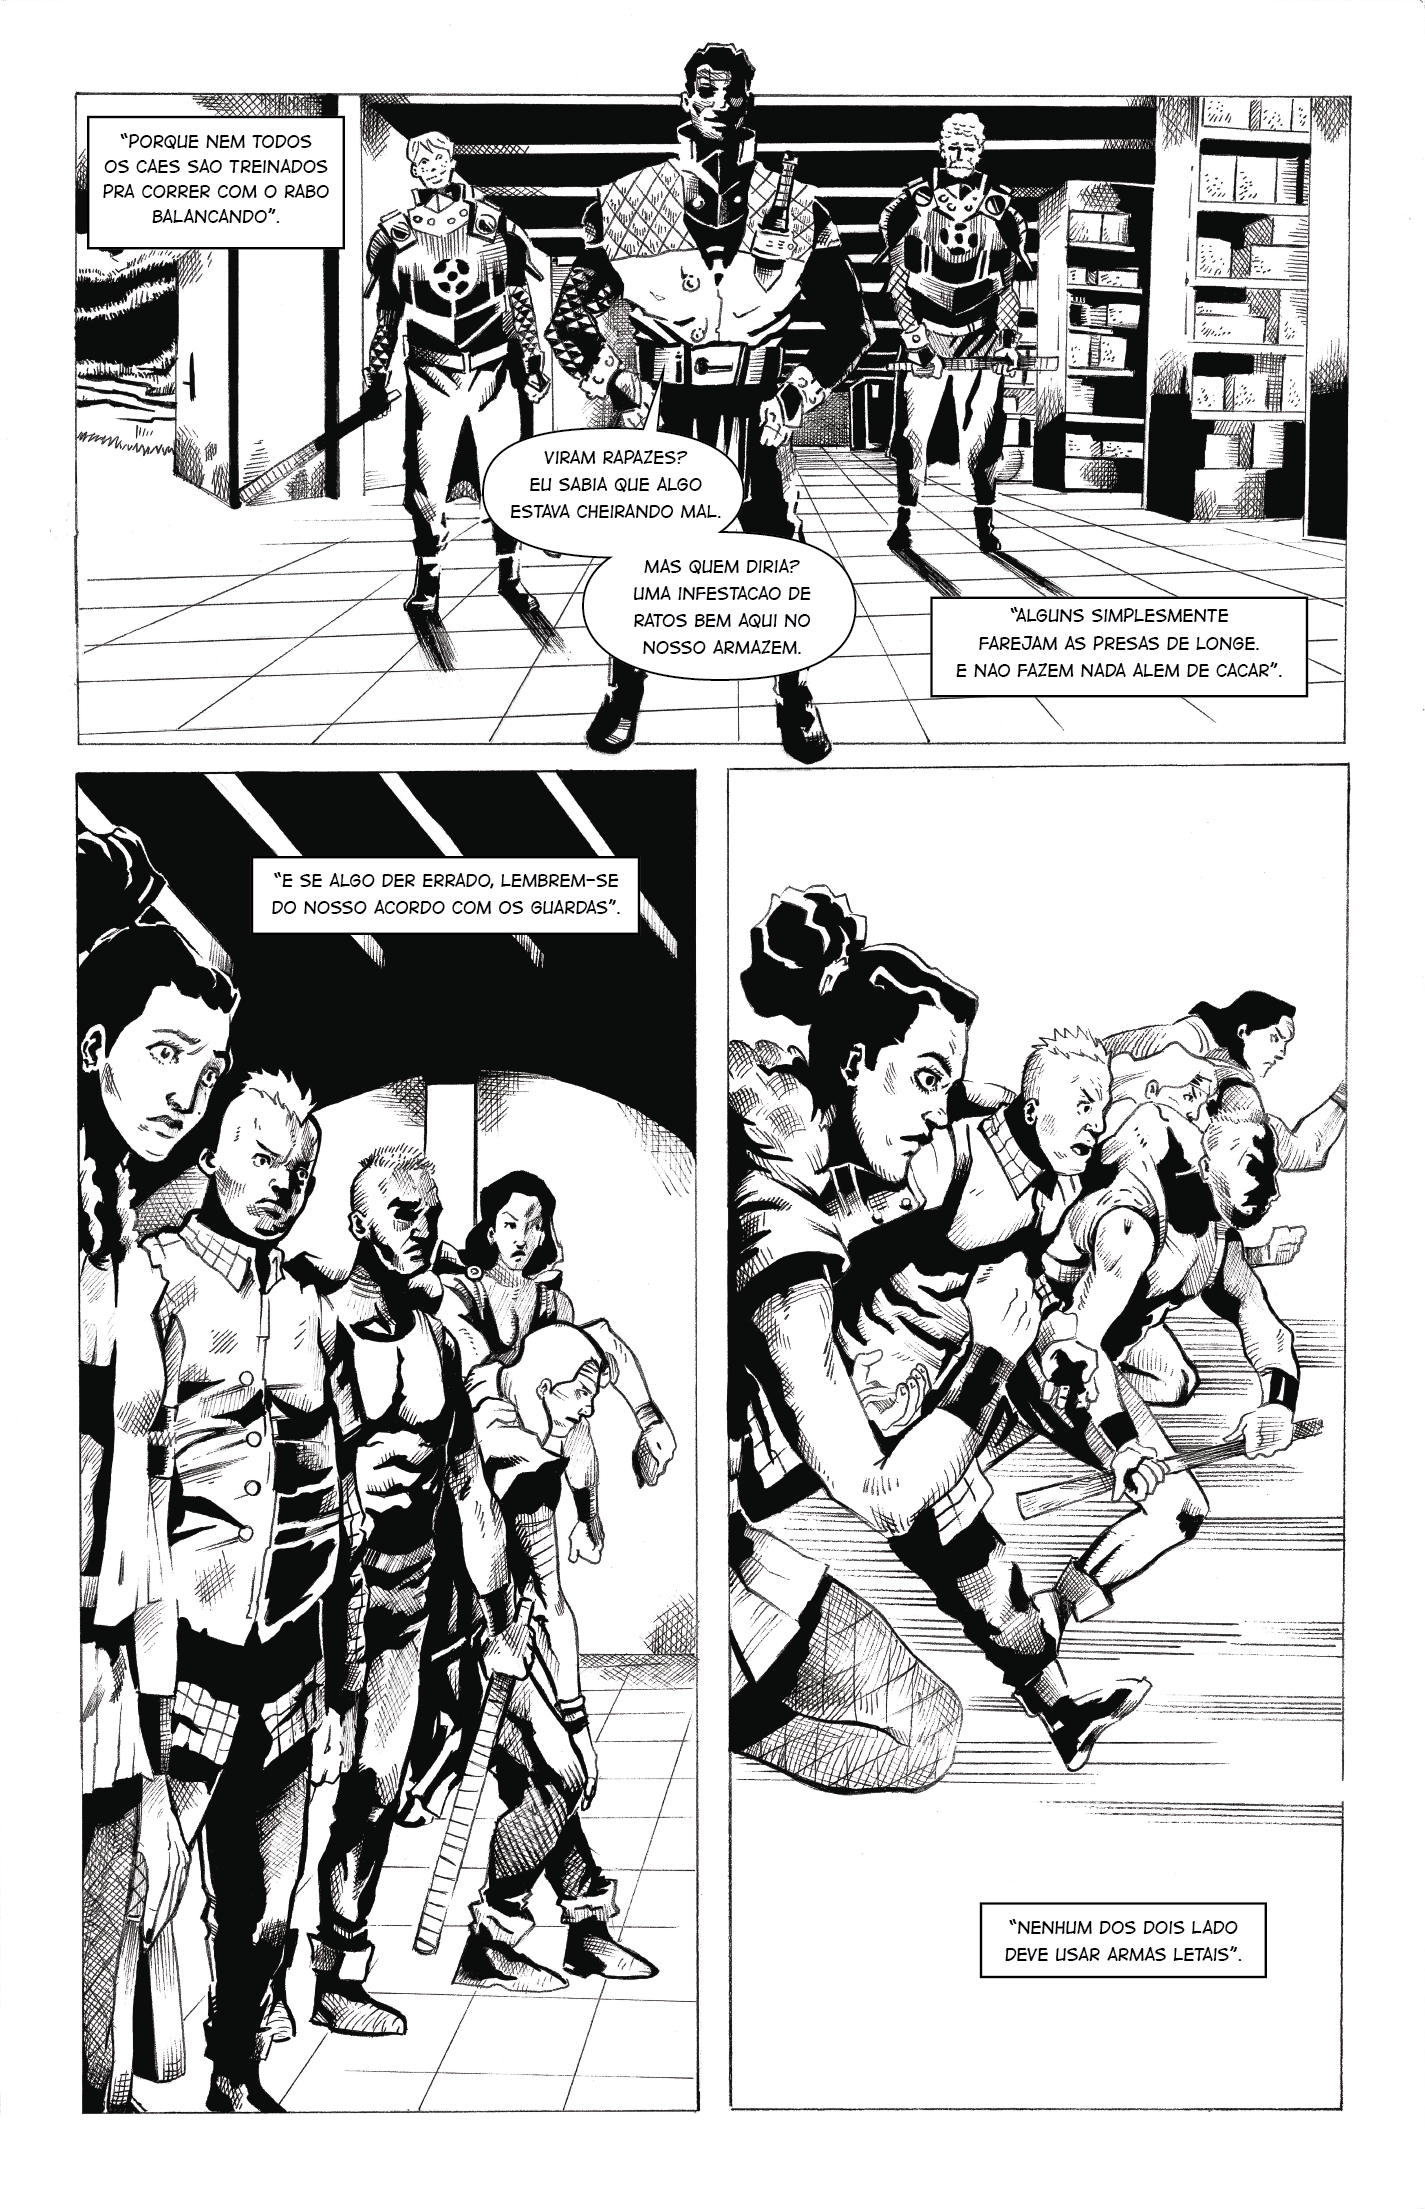 “PORQUE NEM TODOS
OS CAES SAO TREINADOS
PRA CORRER COM O RABO
BALANCANDO”.
VIRAM RAPAZES?
EU SABIA QUE ALGO
ESTAVA CHEIRANDO MAL.
MAS QUEM DIRIA?
UMA INFESTACAO DE
RATOS BEM AQUI NO
NOSSO ARMAZEM.
“ALGUNS SIMPLESMENTE
FAREJAM AS PRESAS DE LONGE.
E NAO FAZEM NADA ALEM DE CACAR”.
“E SE ALGO DER ERRADO, LEMBREM-SE
DO NOSSO ACORDO COM OS GUARDAS”.
“NENHUM DOS DOIS LADO
DEVE USAR ARMAS LETAIS”.